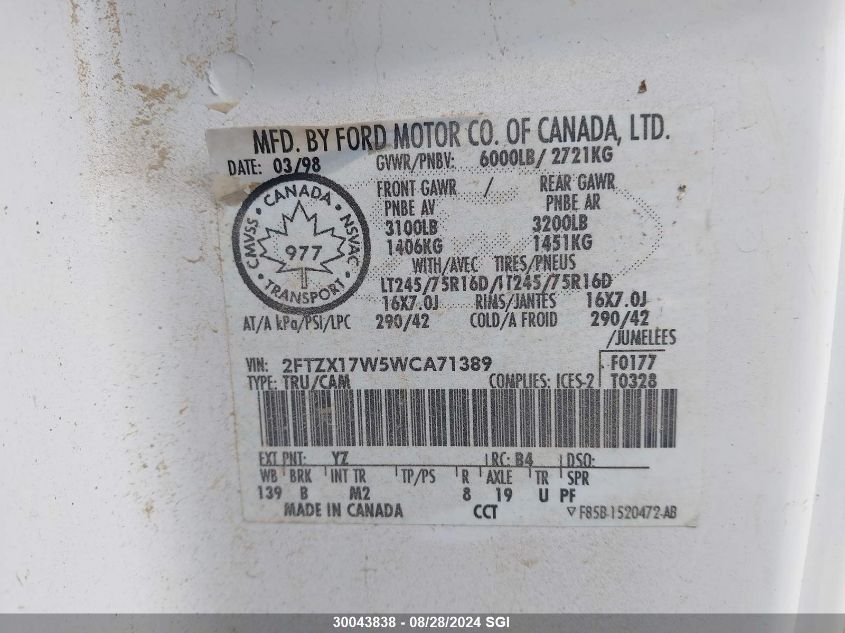 MFD. BY FORD MOTOR CO. OF CANADA, LTD.
DATE: 03/98 GVWR/PNBV: 6000LB/ 2721KG
FRONT GAWR / REAR GAWR
PNBE AV PNBE AR
3100LB 3200LB
1406KG 1451KG
WITH/AVEC TIRES/PNEUS
LT245/75R16D/LT245/75R16D
16X7.0J RINS/JANTES 16X7.0J
AT/A kPa/PSI/LPC 290/42 COLD/A FROID 290/42
/JUMELEES
CANADA • NSVAC • TRANSPORT • CMVSS •
977
VIN: 2FTZX17W5WCA71389 F0177
TYPE: TRU/CAM COMPLIES: ICES-2 T0328
EXT PNT: YZ RC: B4 DSO:
WB BRK INT TR TP/PS R AXLE TR SPR
139 B M2 8 19 U PF
MADE IN CANADA CCT ▽ F85B-1520472-AB
30043838 - 08/28/2024 SGI